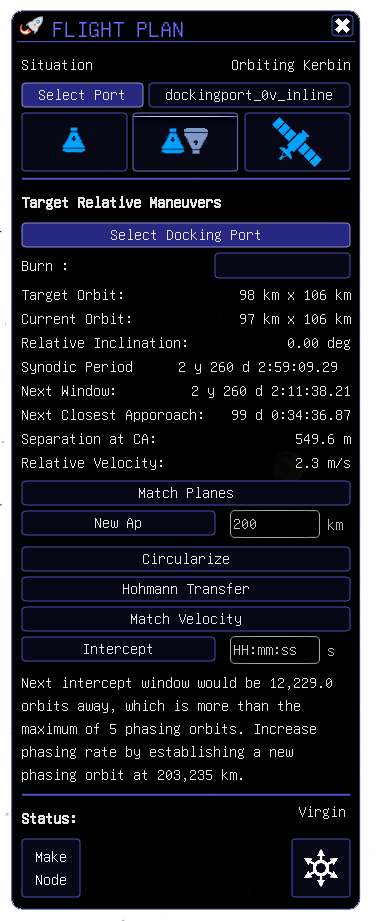 FLIGHT PLAN
Situation Orbiting Kerbin
Select Port dockingport_0v_inline
Target Relative Maneuvers
Select Docking Port
Burn :
Target Orbit: 98 km x 106 km
Current Orbit: 97 km x 106 km
Relative Inclination: 0.00 deg
Synodic Period 2 y 260 d 2:59:09.29
Next Window: 2 y 260 d 2:11:38.21
Next Closest Apporoach: 99 d 0:34:36.87
Separation at CA: 549.6 m
Relative Velocity: 2.3 m/s
Match Planes
New Ap 200 km
Circularize
Hohmann Transfer
Match Velocity
Intercept HH:mm:ss s
Next intercept window would be 12,229.0
orbits away, which is more than the
maximum of 5 phasing orbits. Increase
phasing rate by establishing a new
phasing orbit at 203,235 km.
Status: Virgin
Make
Node